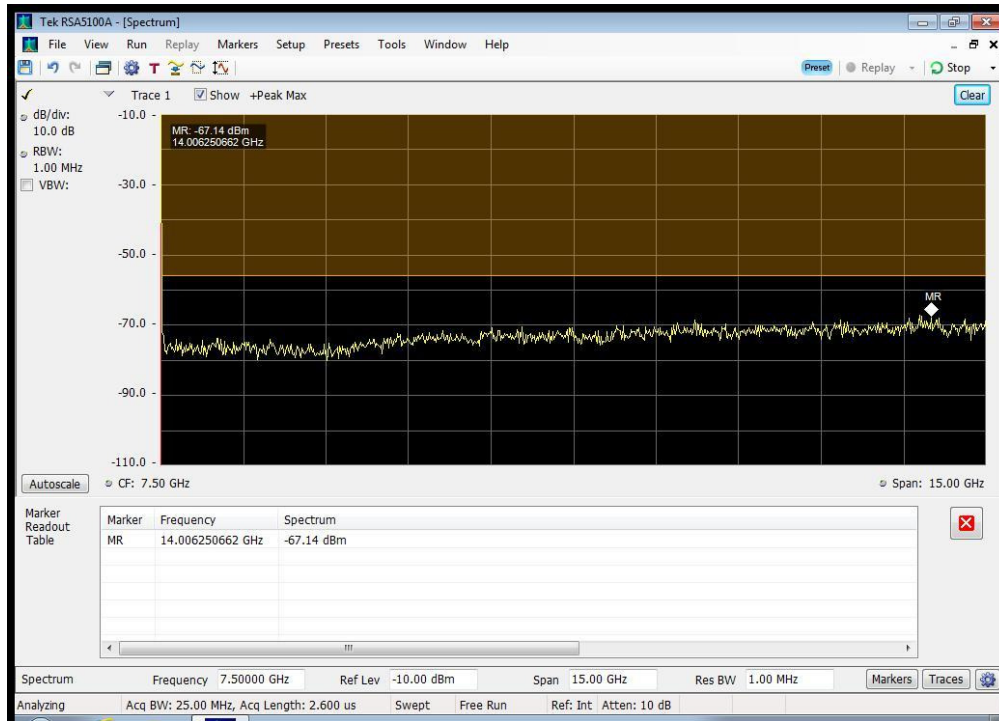 Tek RSA5100A - [Spectrum]
File View Run Replay Markers Setup Presets Tools Window Help
T
Preset Replay Stop
Trace 1 Show +Peak Max Clear
dB/div:
10.0 dB
RBW:
1.00 MHz
VBW:
-10.0
-30.0
-50.0
-70.0
-90.0
-110.0
MR: -67.14 dBm
14.006250662 GHz
MR
Autoscale CF: 7.50 GHz Span: 15.00 GHz
Marker
Readout
Table
Marker Frequency Spectrum
MR 14.006250662 GHz -67.14 dBm
Spectrum Frequency 7.50000 GHz Ref Lev -10.00 dBm Span 15.00 GHz Res BW 1.00 MHz Markers Traces
Analyzing Acq BW: 25.00 MHz, Acq Length: 2.600 us Swept Free Run Ref: Int Atten: 10 dB